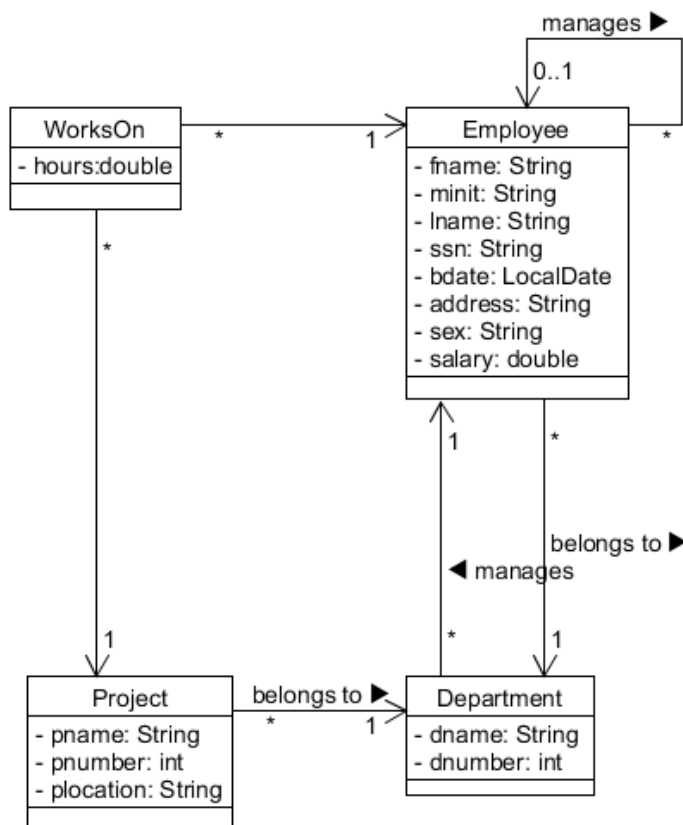 manages ▶
0..1
*
WorksOn
- hours:double
*
1
*
Employee
- fname: String
- minit: String
- lname: String
- ssn: String
- bdate: LocalDate
- address: String
- sex: String
- salary: double
1
*
belongs to ▶
◀ manages
*
1
1
Project
- pname: String
- pnumber: int
- plocation: String
belongs to ▶
*
1
Department
- dname: String
- dnumber: int